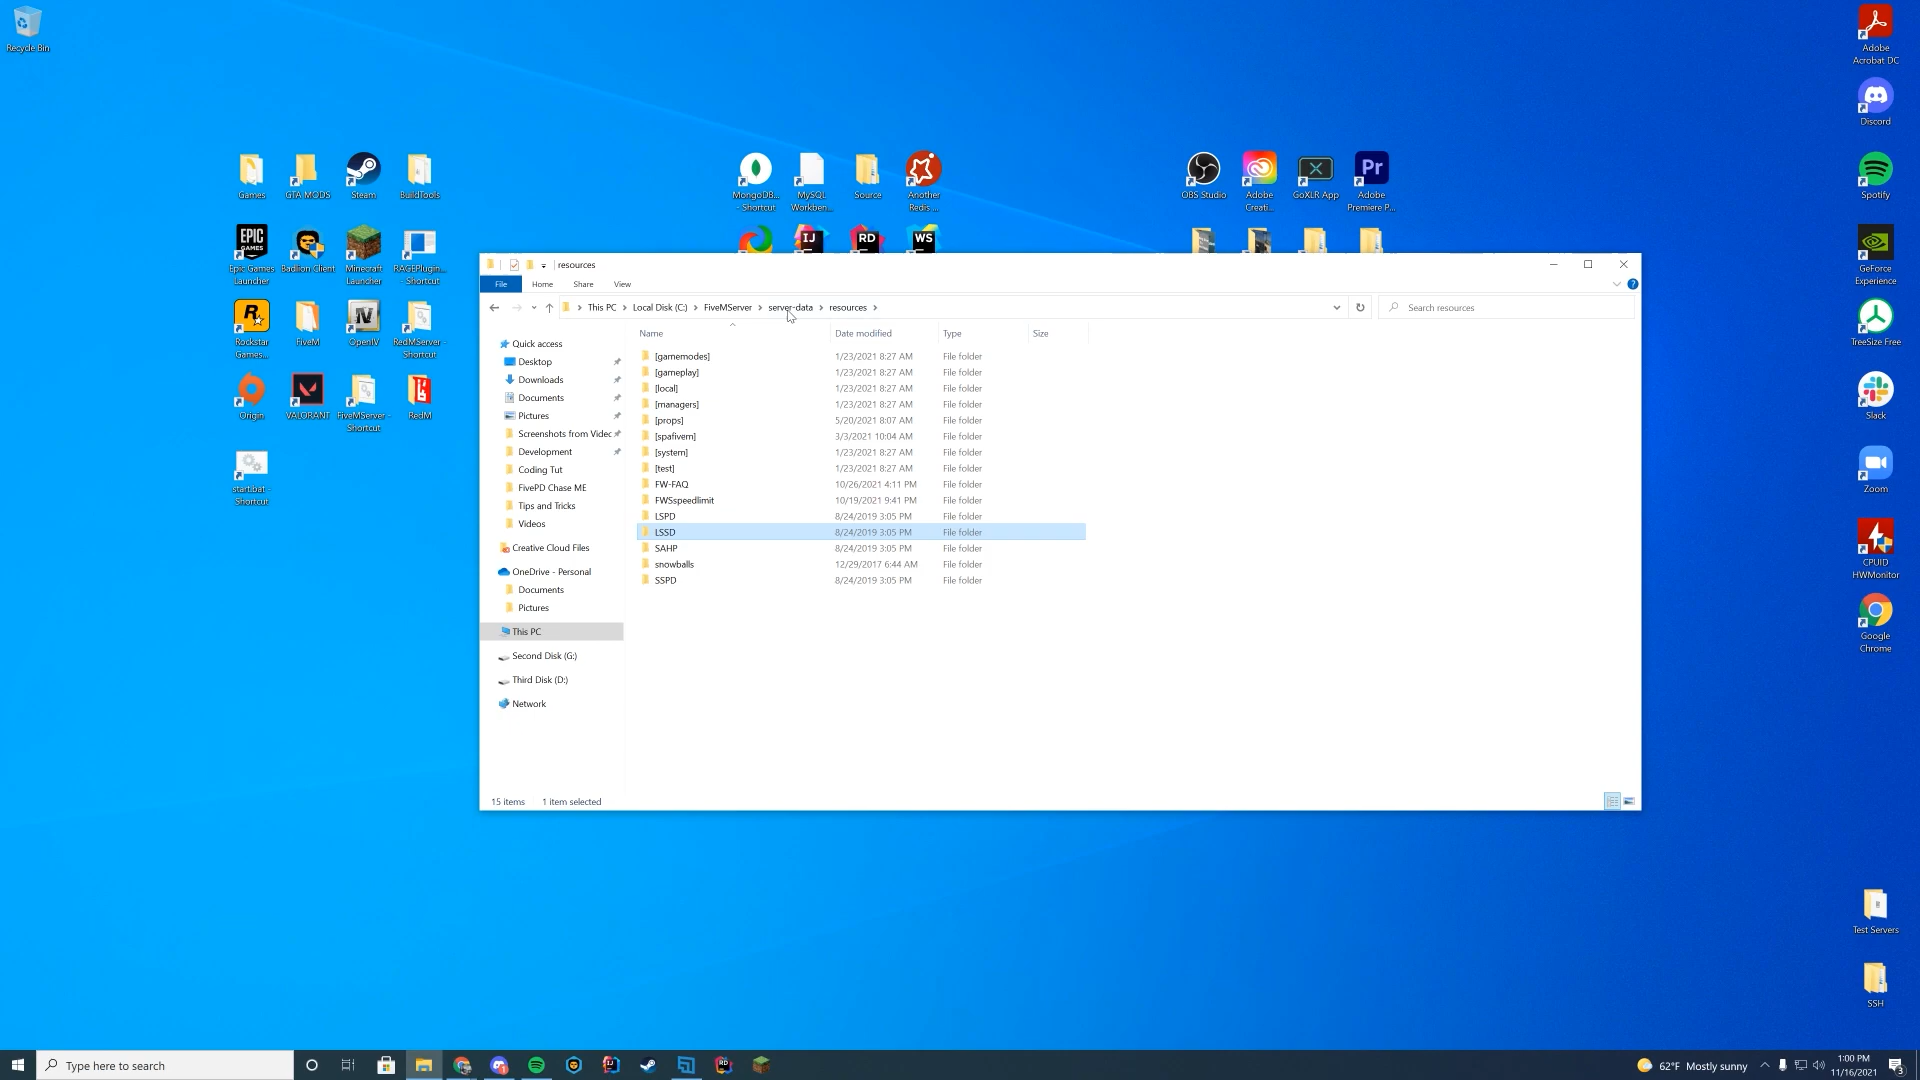 Recycle Bin
Games
GTA MODS
Steam
BuildTools
Epic Games
Launcher
Badlion Client
Minecraft
Launcher
RAGEPlugin...
- Shortcut
Rockstar
Games...
FiveM
OpenIV
RedMServer -
Shortcut
Origin
VALORANT
FiveMServer -
Shortcut
RedM
start.bat -
Shortcut
MongoDB...
- Shortcut
MySQL
Workben...
Source
Another
Redis...
OBS Studio
Adobe
Creati...
GoXLR App
Adobe
Premiere P...
Adobe
Acrobat DC
Discord
Spotify
GeForce
Experience
TreeSize Free
Slack
Zoom
CPUID
HWMonitor
Google
Chrome
Test Servers
SSH
EPIC
GAMES
IJ
RD
WS
Pr
resources
File
Home
Share
View
This PC
Local Disk (C:)
FiveMServer
server-data
resources
Search resources
Name
Date modified
Type
Size
Quick access
Desktop
Downloads
Documents
Pictures
Screenshots from Videc
Development
Coding Tut
FivePD Chase ME
Tips and Tricks
Videos
Creative Cloud Files
OneDrive - Personal
Documents
Pictures
This PC
Second Disk (G:)
Third Disk (D:)
Network
[gamemodes] 1/23/2021 8:27 AM File folder
[gameplay] 1/23/2021 8:27 AM File folder
[local] 1/23/2021 8:27 AM File folder
[managers] 1/23/2021 8:27 AM File folder
[props] 5/20/2021 8:07 AM File folder
[spafivem] 3/3/2021 10:04 AM File folder
[system] 1/23/2021 8:27 AM File folder
[test] 1/23/2021 8:27 AM File folder
FW-FAQ 10/26/2021 4:11 PM File folder
FWSspeedlimit 10/19/2021 9:41 PM File folder
LSPD 8/24/2019 3:05 PM File folder
LSSD 8/24/2019 3:05 PM File folder
SAHP 8/24/2019 3:05 PM File folder
snowballs 12/29/2017 6:44 AM File folder
SSPD 8/24/2019 3:05 PM File folder
15 items
1 item selected
Type here to search
62°F Mostly sunny
1:00 PM
11/16/2021
3